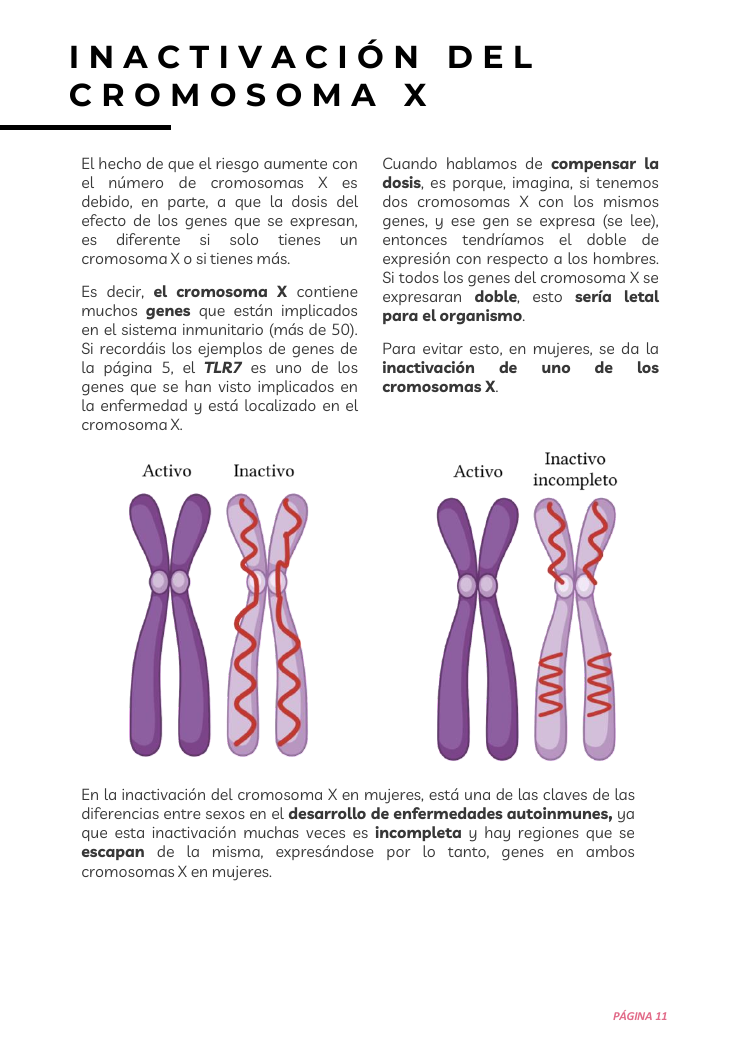 INACTIVACIÓN DEL
CROMOSOMA X
El hecho de que el riesgo aumente con
el número de cromosomas X es
debido, en parte, a que la dosis del
efecto de los genes que se expresan,
es diferente si solo tienes un
cromosoma X o si tienes más.
Es decir, el cromosoma X contiene
muchos genes que están implicados
en el sistema inmunitario (más de 50).
Si recordáis los ejemplos de genes de
la página 5, el TLR7 es uno de los
genes que se han visto implicados en
la enfermedad y está localizado en el
cromosoma X.
Cuando hablamos de compensar la
dosis, es porque, imagina, si tenemos
dos cromosomas X con los mismos
genes, y ese gen se expresa (se lee),
entonces tendríamos el doble de
expresión con respecto a los hombres.
Si todos los genes del cromosoma X se
expresaran doble, esto sería letal
para el organismo.
Para evitar esto, en mujeres, se da la
inactivación de uno de los
cromosomas X.
Activo
Inactivo
Activo
Inactivo
incompleto
En la inactivación del cromosoma X en mujeres, está una de las claves de las
diferencias entre sexos en el desarrollo de enfermedades autoinmunes, ya
que esta inactivación muchas veces es incompleta y hay regiones que se
escapan de la misma, expresándose por lo tanto, genes en ambos
cromosomas X en mujeres.
PÁGINA 11